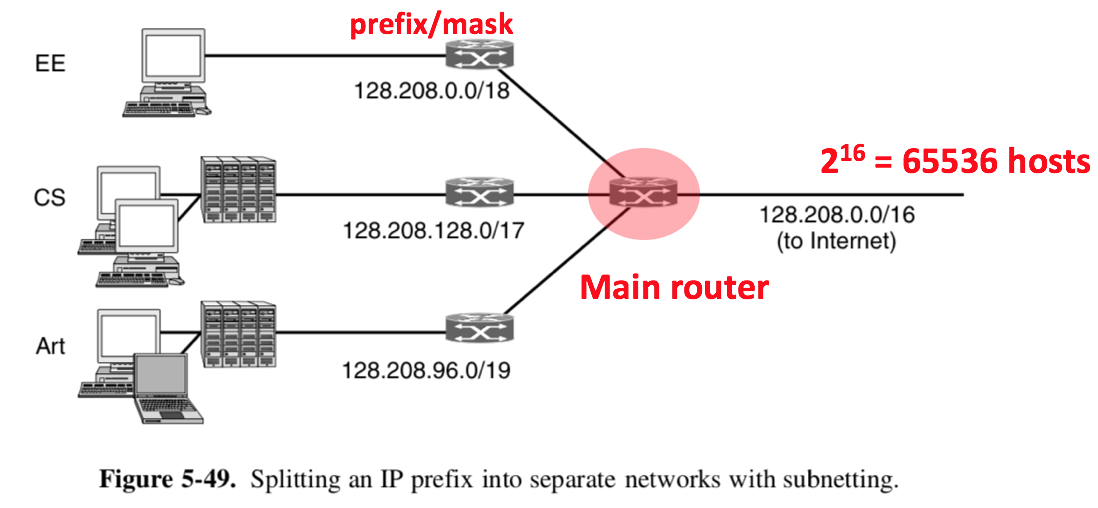 prefix/mask
EE
128.208.0.0/18
2¹⁶ = 65536 hosts
CS
128.208.128.0/17
128.208.0.0/16
(to Internet)
Main router
Art
128.208.96.0/19
Figure 5-49. Splitting an IP prefix into separate networks with subnetting.